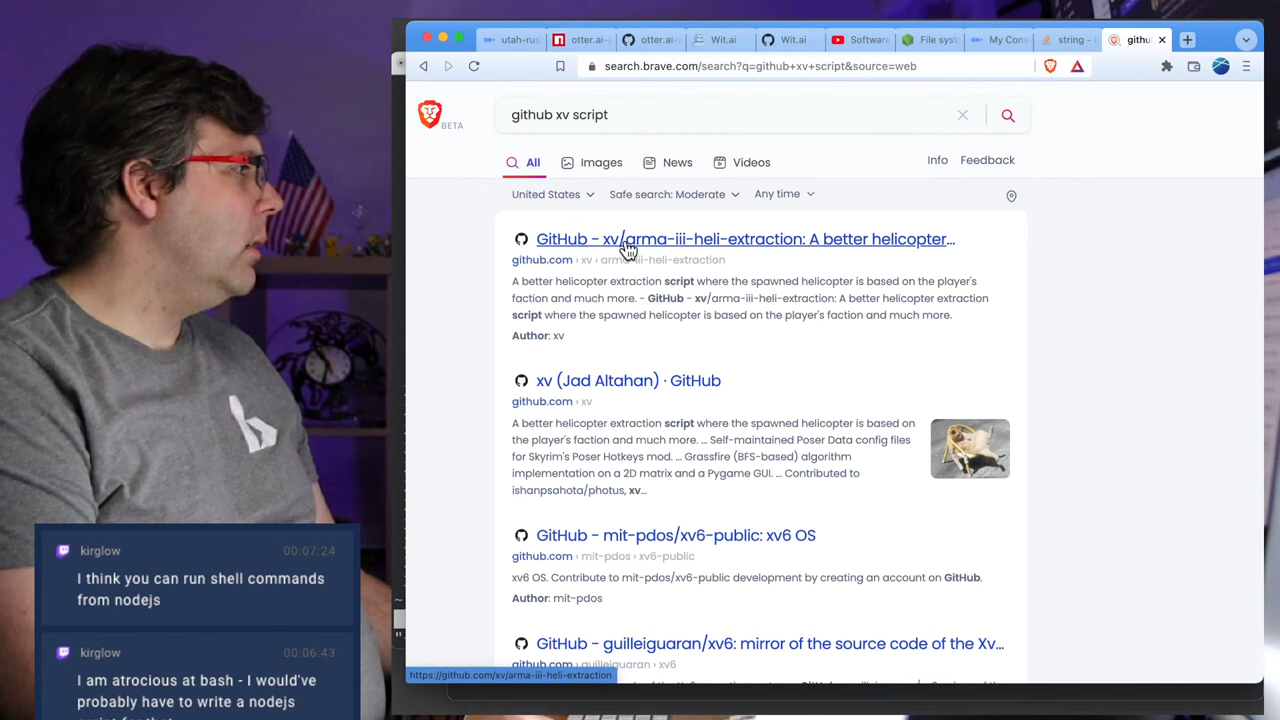 utah-rus
otter.ai-
otter.ai-
Wit.ai
Wit.ai
Software
File syst
My Con
string - 
githu
search.brave.com/search?q=github+xv+script&source=web
BETA
github xv script
All
Images
News
Videos
Info
Feedback
United States
Safe search: Moderate
Any time
GitHub - xv/arma-iii-heli-extraction: A better helicopter...
github.com › xv › arma-iii-heli-extraction
A better helicopter extraction script where the spawned helicopter is based on the player's
faction and much more. - GitHub - xv/arma-iii-heli-extraction: A better helicopter extraction
script where the spawned helicopter is based on the player's faction and much more.
Author: xv
xv (Jad Altahan) · GitHub
github.com › xv
A better helicopter extraction script where the spawned helicopter is based on
the player's faction and much more. ... Self-maintained Poser Data config files
for Skyrim's Poser Hotkeys mod. ... Grassfire (BFS-based) algorithm
implementation on a 2D matrix and a Pygame GUI. ... Contributed to
ishanpsahota/photus, xv...
GitHub - mit-pdos/xv6-public: xv6 OS
github.com › mit-pdos › xv6-public
xv6 OS. Contribute to mit-pdos/xv6-public development by creating an account on GitHub.
Author: mit-pdos
GitHub - guilleiguaran/xv6: mirror of the source code of the Xv...
github.com › guilleiguaran › xv6
https://github.com/xv/arma-iii-heli-extraction
kirglow 00:07:24
I think you can run shell commands
from nodejs
kirglow 00:06:43
I am atrocious at bash - I would've
probably have to write a nodejs
script for that